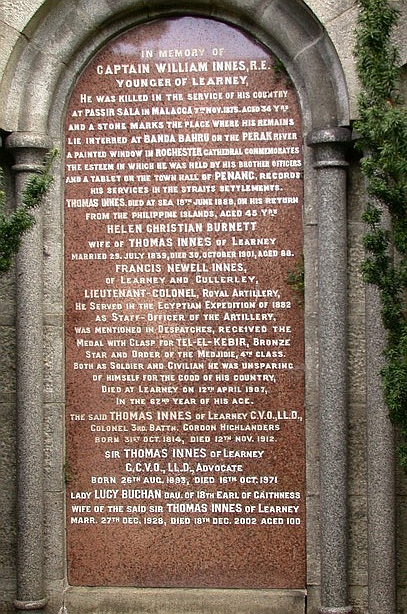 IN MEMORY OF
CAPTAIN WILLIAM INNES, R.E.
YOUNGER OF LEARNEY,
HE WAS KILLED IN THE SERVICE OF HIS COUNTRY
AT PASSIR SALA IN MALACCA 7TH NOV. 1875. AGED 34 YRS
AND A STONE MARKS THE PLACE WHERE HIS REMAINS
LIE INTERRED AT BANDA BAHRU ON THE PERAK RIVER
A PAINTED WINDOW IN ROCHESTER CATHEDRAL COMMEMORATES
THE ESTEEM IN WHICH HE WAS HELD BY HIS BROTHER OFFICERS
AND A TABLET ON THE TOWN HALL OF PENANG, RECORDS
HIS SERVICES IN THE STRAITS SETTLEMENTS.
THOMAS INNES, DIED AT SEA 18TH JUNE 1888, ON HIS RETURN
FROM THE PHILIPPINE ISLANDS, AGED 43 YRS
HELEN CHRISTIAN BURNETT
WIFE OF THOMAS INNES OF LEARNEY
MARRIED 29. JULY 1839, DIED 30. OCTOBER 1901, AGED 88.
FRANCIS NEWELL INNES,
OF LEARNEY AND CULLERLEY,
LIEUTENANT-COLONEL, ROYAL ARTILLERY,
HE SERVED IN THE EGYPTIAN EXPEDITION OF 1882
AS STAFF-OFFICER OF THE ARTILLERY,
WAS MENTIONED IN DESPATCHES, RECEIVED THE
MEDAL WITH CLASP FOR TEL-EL-KEBIR, BRONZE
STAR AND ORDER OF THE MEDJIDIE, 4TH CLASS.
BOTH AS SOLDIER AND CIVILIAN HE WAS UNSPARING
OF HIMSELF FOR THE GOOD OF HIS COUNTRY,
DIED AT LEARNEY ON 12TH APRIL 1907,
IN THE 62ND YEAR OF HIS AGE.
THE SAID THOMAS INNES OF LEARNEY C.V.O., LL.D.,
COLONEL 3RD. BATTN. GORDON HIGHLANDERS
BORN 31ST OCT. 1814, DIED 12TH NOV. 1912.
SIR THOMAS INNES OF LEARNEY
G.C.V.O., LL.D., ADVOCATE
BORN 26TH AUG. 1893, DIED 16TH OCT. 1971
LADY LUCY BUCHAN DAU. OF 18TH EARL OF CAITHNESS
WIFE OF THE SAID SIR THOMAS INNES OF LEARNEY
MARR. 27TH DEC. 1928, DIED 18TH DEC. 2002 AGED 100